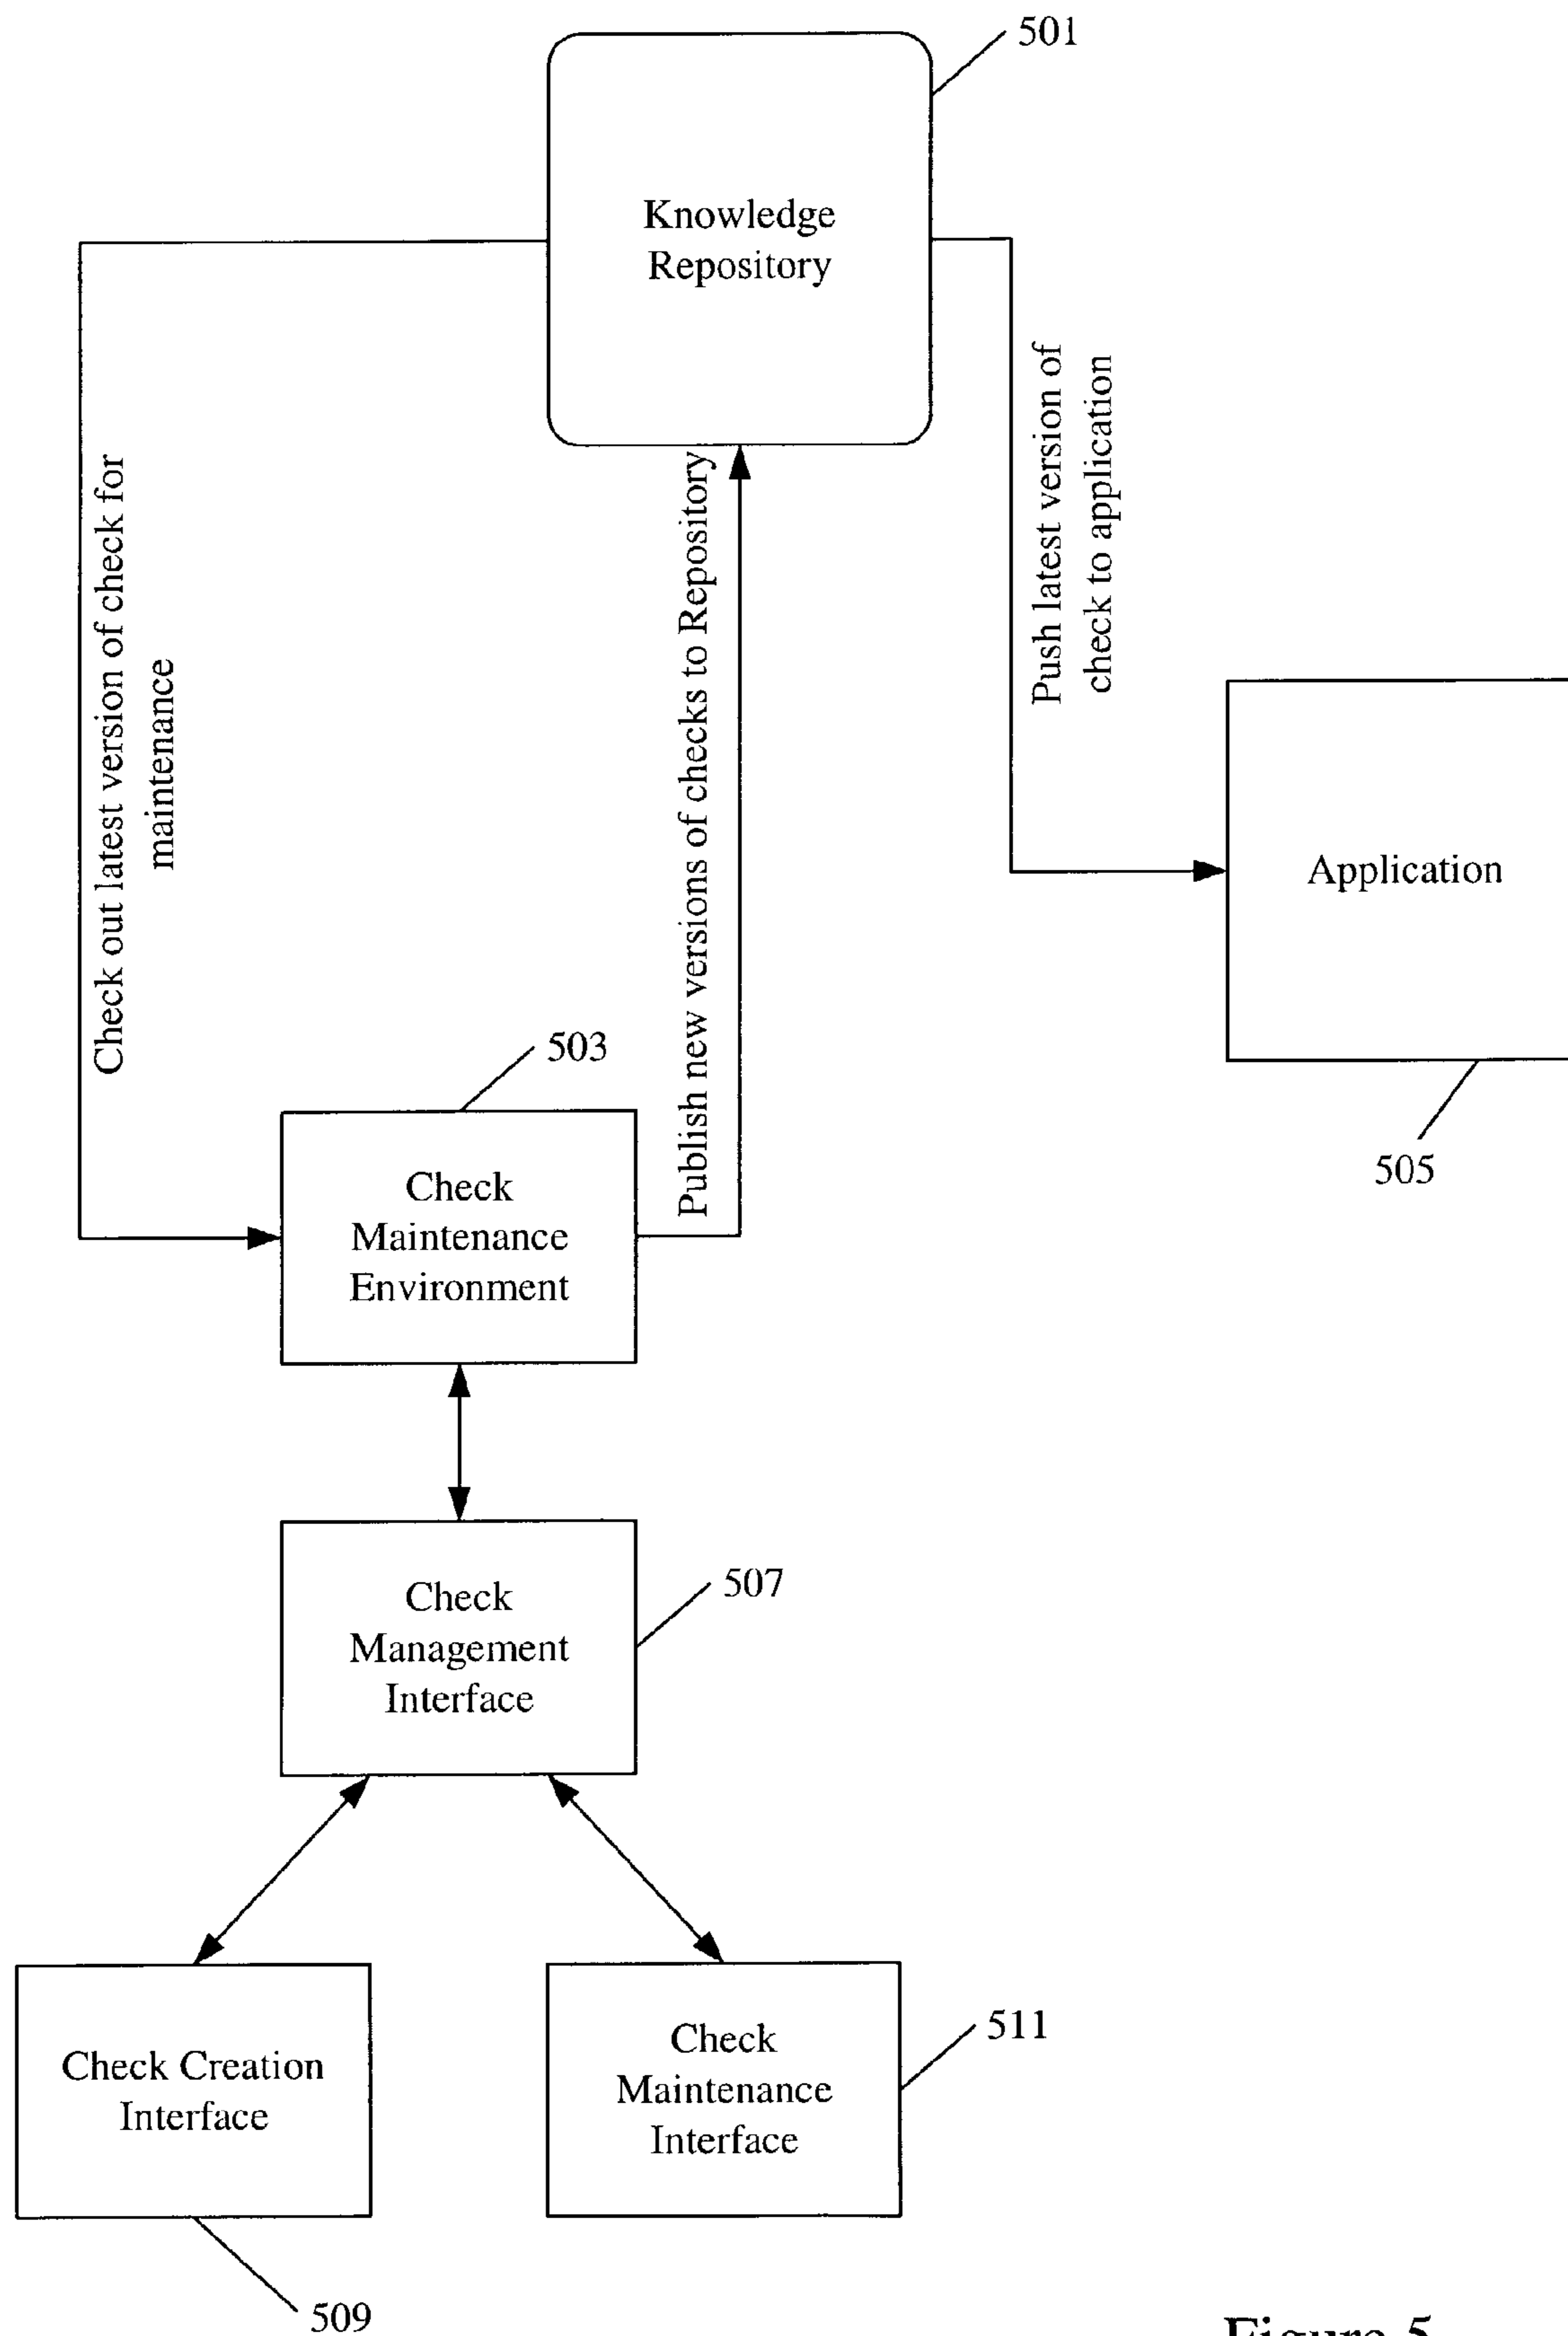 501
Knowledge
Repository
Check out latest version of check for
maintenance
Publish new versions of checks to Repository
Push latest version of
check to application
Application
505
503
Check
Maintenance
Environment
507
Check
Management
Interface
Check Creation
Interface
509
511
Check
Maintenance
Interface
Figure 5